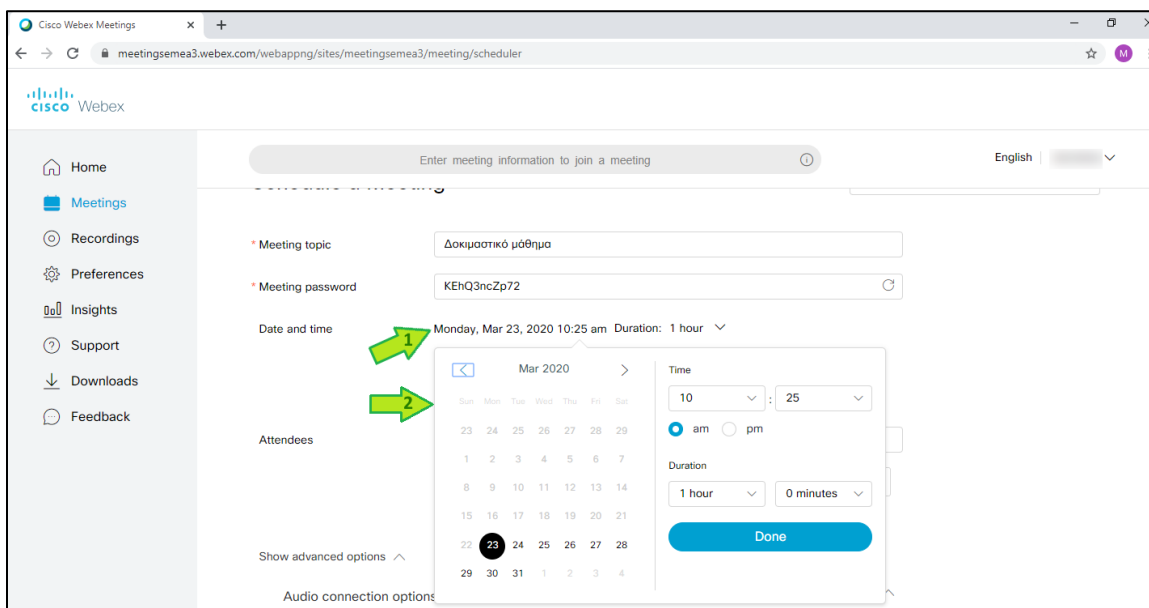 Cisco Webex Meetings
meetingsemea3.webex.com/webappng/sites/meetingsemea3/meeting/scheduler
M
cisco Webex
Home
Meetings
Recordings
Preferences
Insights
Support
Downloads
Feedback
Enter meeting information to join a meeting
English
Schedule a meeting
* Meeting topic
Δοκιμαστικό μάθημα
* Meeting password
KEhQ3ncZp72
Date and time
1
Monday, Mar 23, 2020 10:25 am Duration: 1 hour
2
Mar 2020
Sun Mon Tue Wed Thu Fri Sat
23 24 25 26 27 28 29
1 2 3 4 5 6 7
8 9 10 11 12 13 14
15 16 17 18 19 20 21
22 23 24 25 26 27 28
29 30 31 1 2 3 4
Time
10 : 25
am pm
Duration
1 hour 0 minutes
Done
Attendees
Show advanced options
Audio connection options